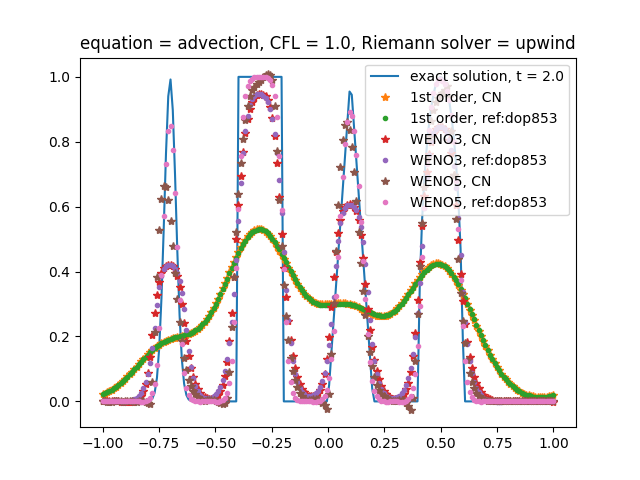 equation = advection, CFL = 1.0, Riemann solver = upwind
exact solution, t = 2.0
1st order, CN
1st order, ref:dop853
WENO3, CN
WENO3, ref:dop853
WENO5, CN
WENO5, ref:dop853
1.0
0.8
0.6
0.4
0.2
0.0
−1.00 −0.75 −0.50 −0.25 0.00 0.25 0.50 0.75 1.00